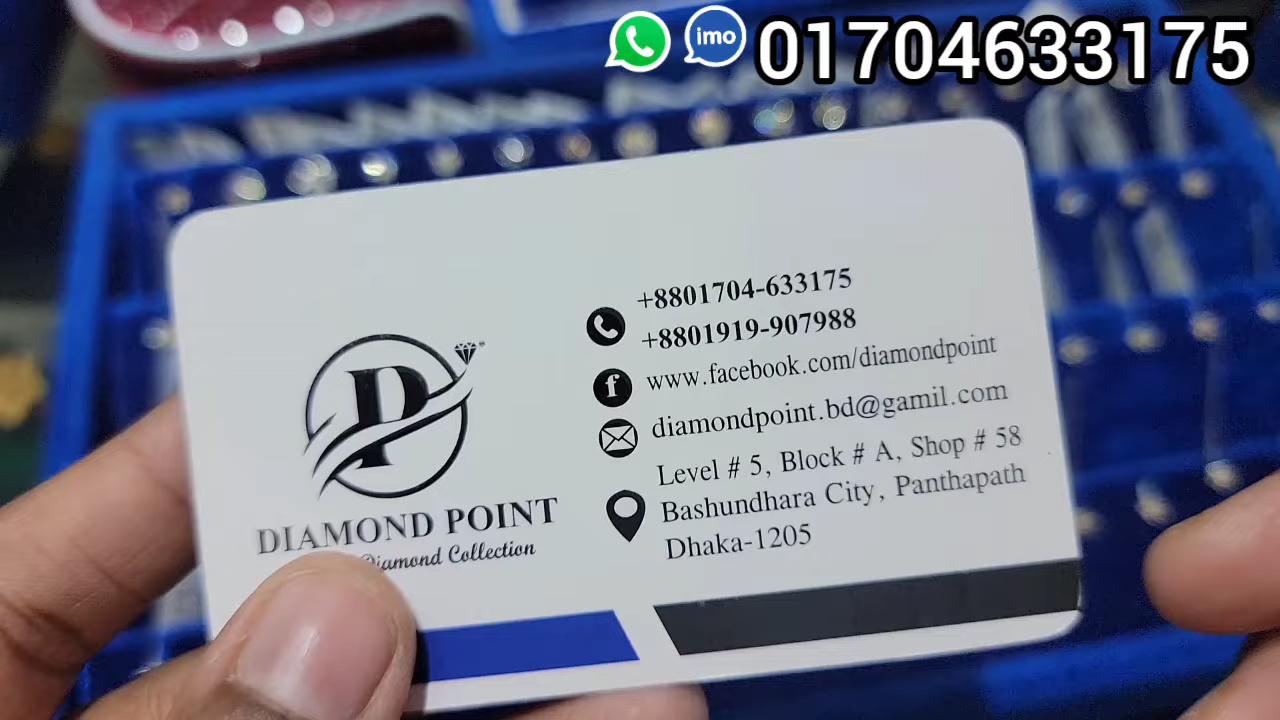 imo 01704633175
+8801704-633175
+8801919-907988
www.facebook.com/diamondpoint
diamondpoint.bd@gamil.com
Level # 5, Block # A, Shop # 58
Bashundhara City, Panthapath
Dhaka-1205
DIAMOND POINT
Diamond Collection